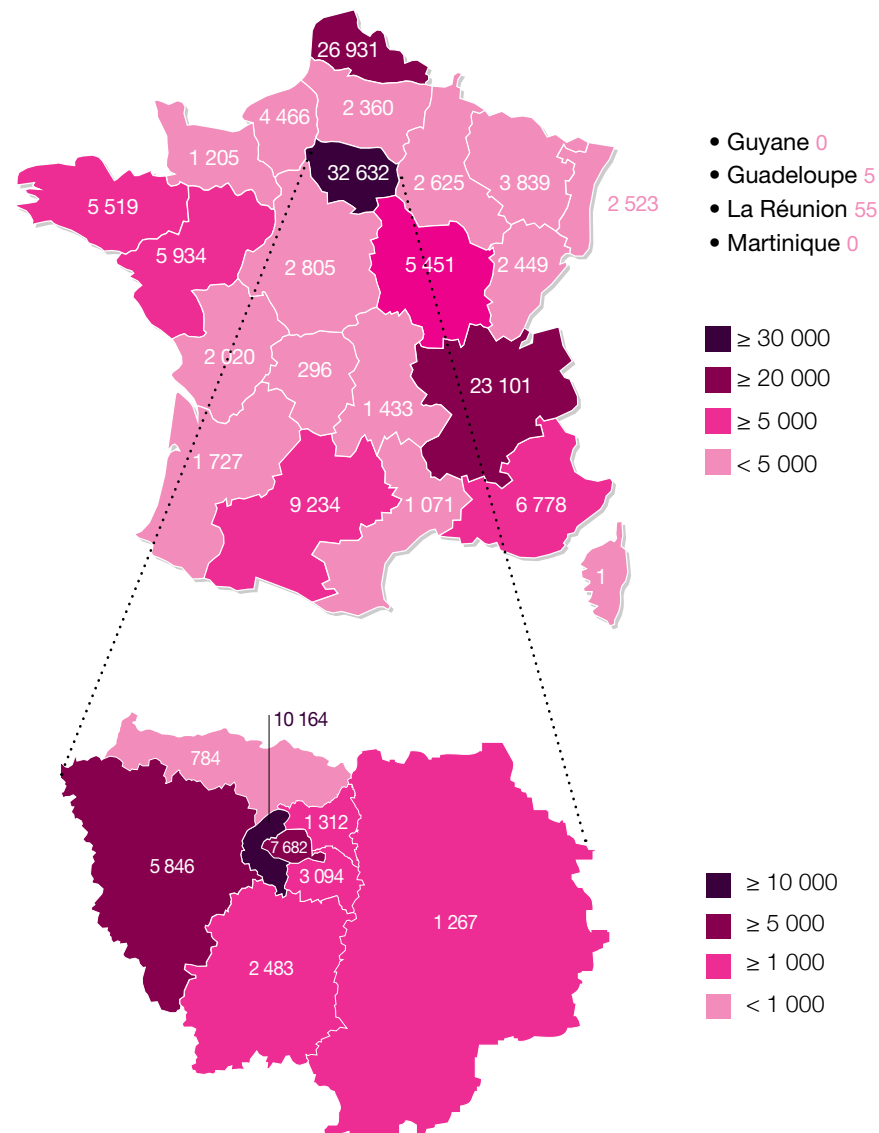 26 931
2 360
4 466
1 205
32 632
2 625
3 839
2 523
5 519
5 934
2 805
5 451
2 449
2 020
296
23 101
1 433
1 727
9 234
1 071
6 778
1
• Guyane 0
• Guadeloupe 5
• La Réunion 55
• Martinique 0
≥ 30 000
≥ 20 000
≥ 5 000
< 5 000
10 164
784
1 312
7 682
5 846
3 094
1 267
2 483
≥ 10 000
≥ 5 000
≥ 1 000
< 1 000